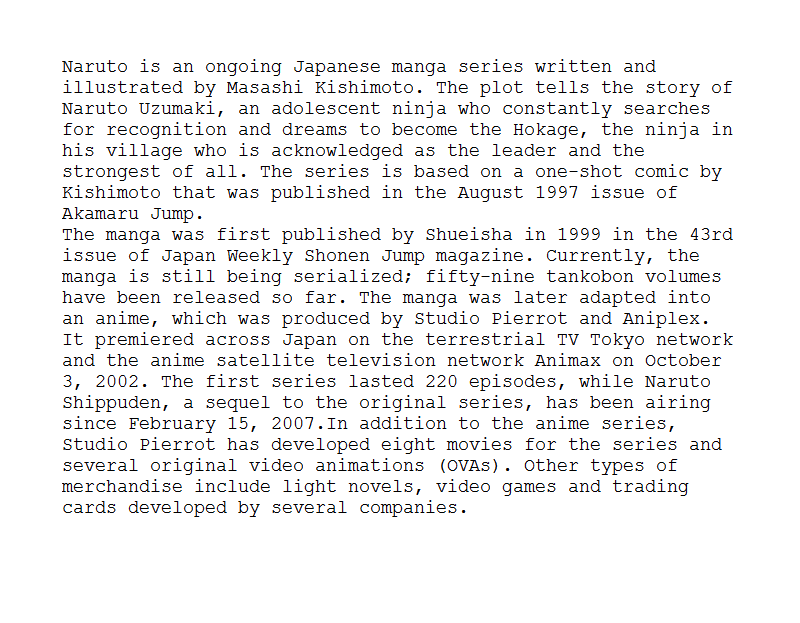 Naruto is an ongoing Japanese manga series written and
illustrated by Masashi Kishimoto. The plot tells the story of
Naruto Uzumaki, an adolescent ninja who constantly searches
for recognition and dreams to become the Hokage, the ninja in
his village who is acknowledged as the leader and the
strongest of all. The series is based on a one-shot comic by
Kishimoto that was published in the August 1997 issue of
Akamaru Jump.
The manga was first published by Shueisha in 1999 in the 43rd
issue of Japan Weekly Shonen Jump magazine. Currently, the
manga is still being serialized; fifty-nine tankobon volumes
have been released so far. The manga was later adapted into
an anime, which was produced by Studio Pierrot and Aniplex.
It premiered across Japan on the terrestrial TV Tokyo network
and the anime satellite television network Animax on October
3, 2002. The first series lasted 220 episodes, while Naruto
Shippuden, a sequel to the original series, has been airing
since February 15, 2007.In addition to the anime series,
Studio Pierrot has developed eight movies for the series and
several original video animations (OVAs). Other types of
merchandise include light novels, video games and trading
cards developed by several companies.